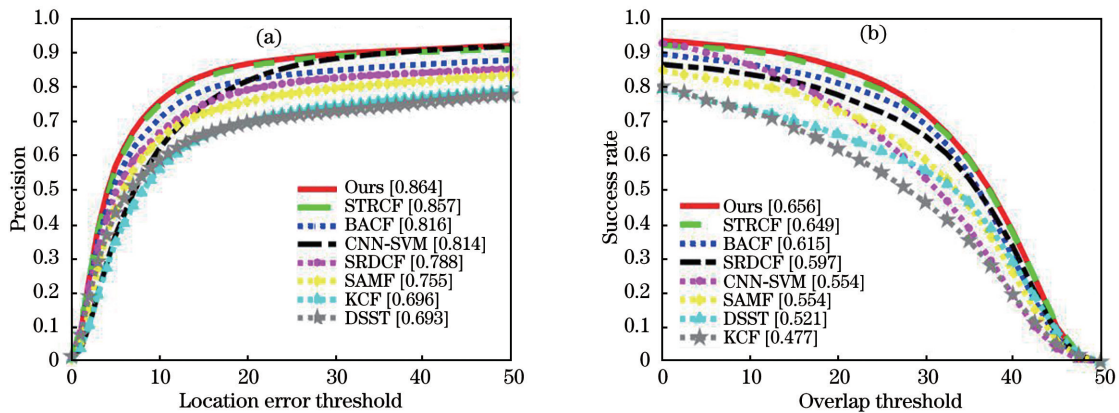 (a)
1.0
0.9
0.8
0.7
0.6
0.5
0.4
0.3
0.2
0.1
0
Precision
Ours [0.864]
STRCF [0.857]
BACF [0.816]
CNN-SVM [0.814]
SRDCF [0.788]
SAMF [0.755]
KCF [0.696]
DSST [0.693]
0 10 20 30 40 50
Location error threshold
(b)
1.0
0.9
0.8
0.7
0.6
0.5
0.4
0.3
0.2
0.1
0
Success rate
Ours [0.656]
STRCF [0.649]
BACF [0.615]
SRDCF [0.597]
CNN-SVM [0.554]
SAMF [0.554]
DSST [0.521]
KCF [0.477]
0 10 20 30 40 50
Overlap threshold